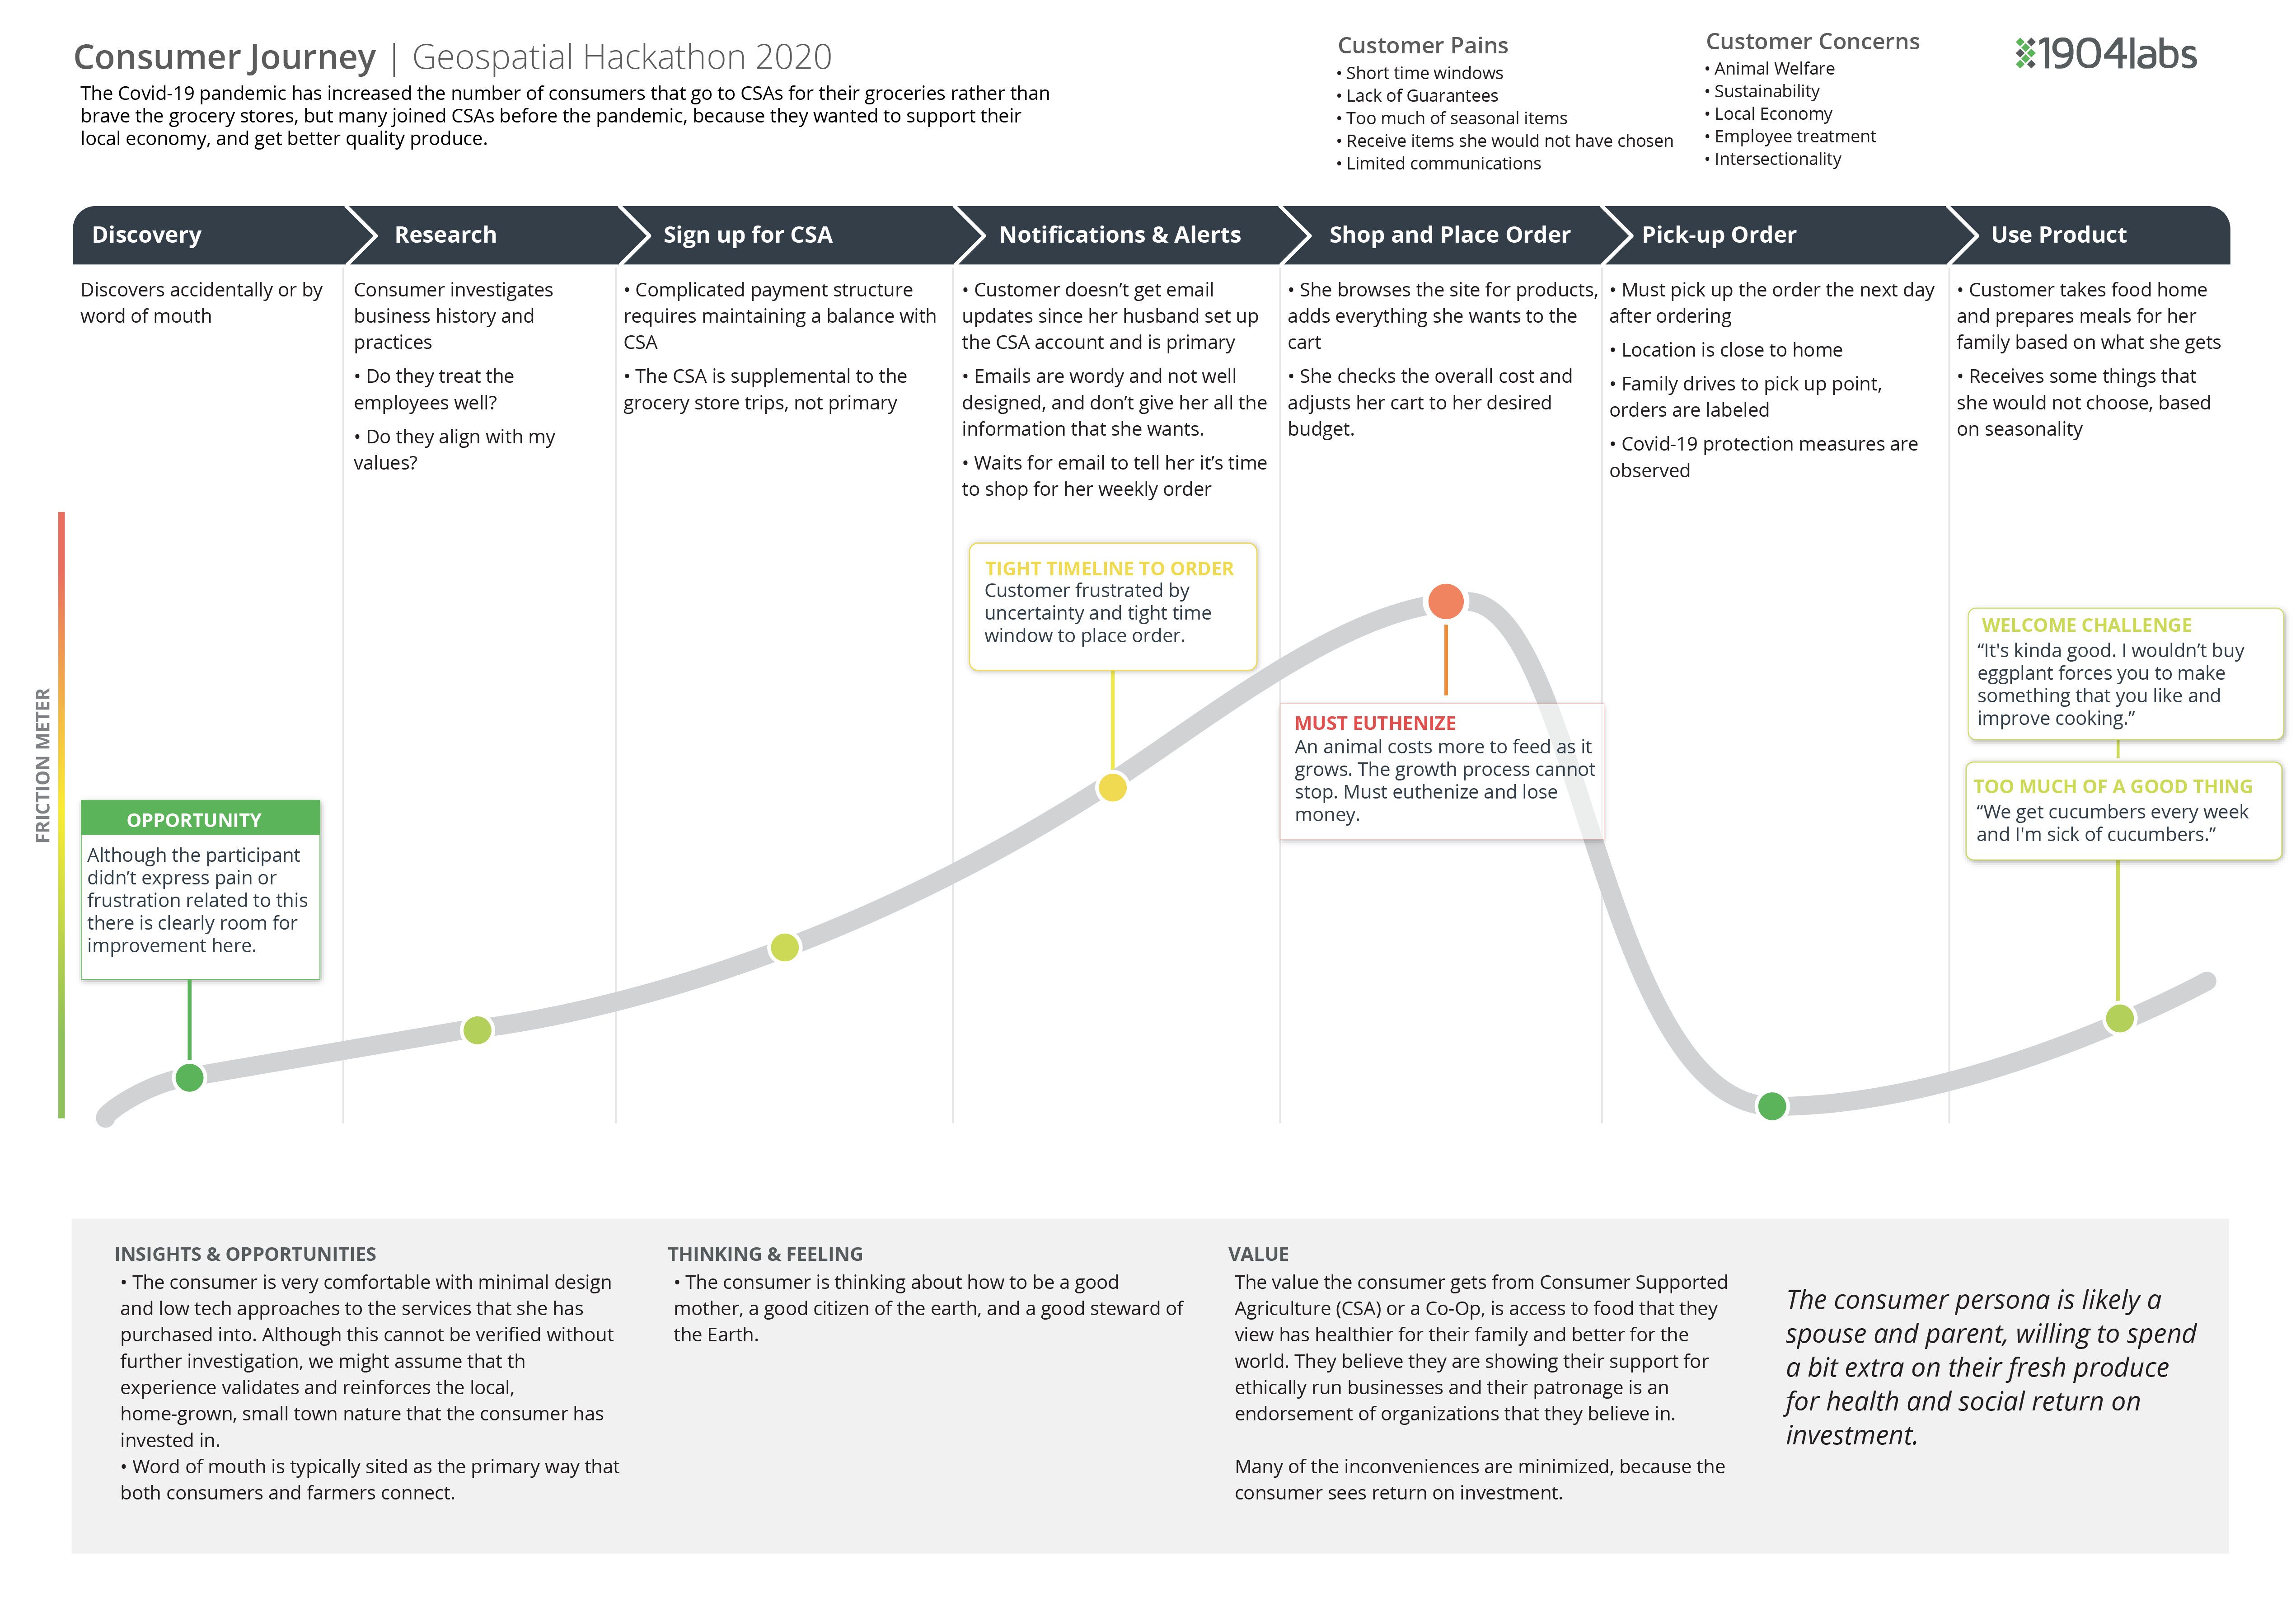 Consumer Journey | Geospatial Hackathon 2020
The Covid-19 pandemic has increased the number of consumers that go to CSAs for their groceries rather than
brave the grocery stores, but many joined CSAs before the pandemic, because they wanted to support their
local economy, and get better quality produce.
Customer Pains
• Short time windows
• Lack of Guarantees
• Too much of seasonal items
• Receive items she would not have chosen
• Limited communications
Customer Concerns
• Animal Welfare
• Sustainability
• Local Economy
• Employee treatment
• Intersectionality
1904labs
Discovery
Research
Sign up for CSA
Notifications & Alerts
Shop and Place Order
Pick-up Order
Use Product
Discovers accidentally or by
word of mouth
Consumer investigates
business history and
practices
• Do they treat the
employees well?
• Do they align with my
values?
• Complicated payment structure
requires maintaining a balance with
CSA
• The CSA is supplemental to the
grocery store trips, not primary
• Customer doesn’t get email
updates since her husband set up
the CSA account and is primary
• Emails are wordy and not well
designed, and don’t give her all the
information that she wants.
• Waits for email to tell her it’s time
to shop for her weekly order
• She browses the site for products,
adds everything she wants to the
cart
• She checks the overall cost and
adjusts her cart to her desired
budget.
• Must pick up the order the next day
after ordering
• Location is close to home
• Family drives to pick up point,
orders are labeled
• Covid-19 protection measures are
observed
• Customer takes food home
and prepares meals for her
family based on what she gets
• Receives some things that
she would not choose, based
on seasonality
FRICTION METER
OPPORTUNITY
Although the participant
didn’t express pain or
frustration related to this
there is clearly room for
improvement here.
TIGHT TIMELINE TO ORDER
Customer frustrated by
uncertainty and tight time
window to place order.
MUST EUTHENIZE
An animal costs more to feed as it
grows. The growth process cannot
stop. Must euthenize and lose
money.
WELCOME CHALLENGE
“It's kinda good. I wouldn’t buy
eggplant forces you to make
something that you like and
improve cooking.”
TOO MUCH OF A GOOD THING
“We get cucumbers every week
and I'm sick of cucumbers.”
INSIGHTS & OPPORTUNITIES
• The consumer is very comfortable with minimal design
and low tech approaches to the services that she has
purchased into. Although this cannot be verified without
further investigation, we might assume that th
experience validates and reinforces the local,
home-grown, small town nature that the consumer has
invested in.
• Word of mouth is typically sited as the primary way that
both consumers and farmers connect.
THINKING & FEELING
• The consumer is thinking about how to be a good
mother, a good citizen of the earth, and a good steward of
the Earth.
VALUE
The value the consumer gets from Consumer Supported
Agriculture (CSA) or a Co-Op, is access to food that they
view has healthier for their family and better for the
world. They believe they are showing their support for
ethically run businesses and their patronage is an
endorsement of organizations that they believe in.
Many of the inconveniences are minimized, because the
consumer sees return on investment.
The consumer persona is likely a
spouse and parent, willing to spend
a bit extra on their fresh produce
for health and social return on
investment.